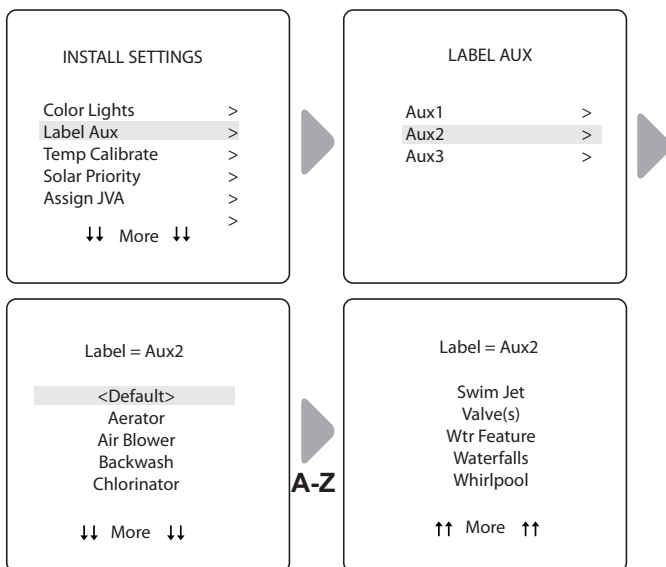 INSTALL SETTINGS
Color Lights >
Label Aux >
Temp Calibrate >
Solar Priority >
Assign JVA >
>
↓↓ More ↓↓
LABEL AUX
Aux1 >
Aux2 >
Aux3 >
Label = Aux2
<Default>
Aerator
Air Blower
Backwash
Chlorinator
↓↓ More ↓↓
A-Z
Label = Aux2
Swim Jet
Valve(s)
Wtr Feature
Waterfalls
Whirlpool
↑↑ More ↑↑